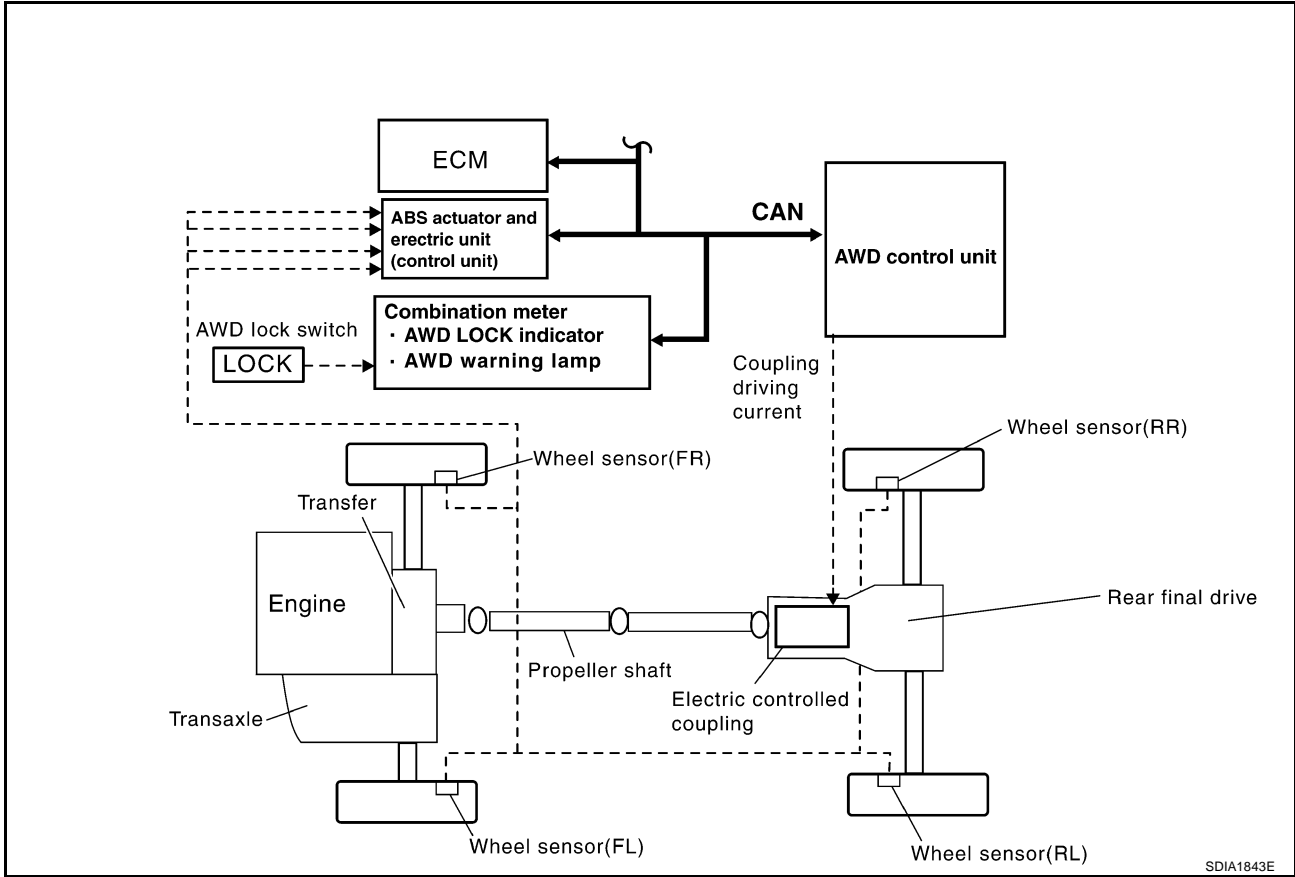 ECM
ABS actuator and
erectric unit
(control unit)
CAN
AWD control unit
Combination meter
· AWD LOCK indicator
· AWD warning lamp
AWD lock switch
LOCK
Coupling
driving
current
Wheel sensor(FR)
Wheel sensor(RR)
Transfer
Engine
Rear final drive
Propeller shaft
Electric controlled
coupling
Transaxle
Wheel sensor(FL)
Wheel sensor(RL)
SDIA1843E